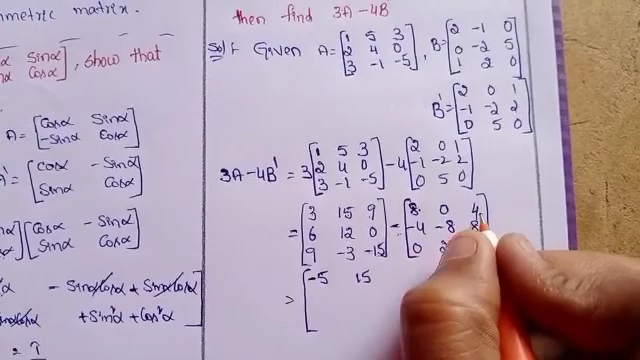 mmetric matrix.
Sinα], show that
Cosα
A = [Cosα Sinα
-Sinα Cosα]
A' = [cosα -Sinα
Sinα Cosα]
][Cosα -Sinα
Sinα Cosα]
- Sinαcosα + Sinαcosα
+Sin²α + Cos²α]
= I
then find 3A-4B'
Sol:- Given A = [1 5 3
2 4 0
3 -1 -5], B = [2 -1 0
0 -2 5
1 2 0]
B' = [2 0 1
-1 -2 2
0 5 0]
3A-4B' = 3[1 5 3
2 4 0
3 -1 -5] - 4[2 0 1
-1 -2 2
0 5 0]
= [3 15 9
6 12 0
9 -3 -15] - [8 0 4
-4 -8 8
0 2
= [-5 15